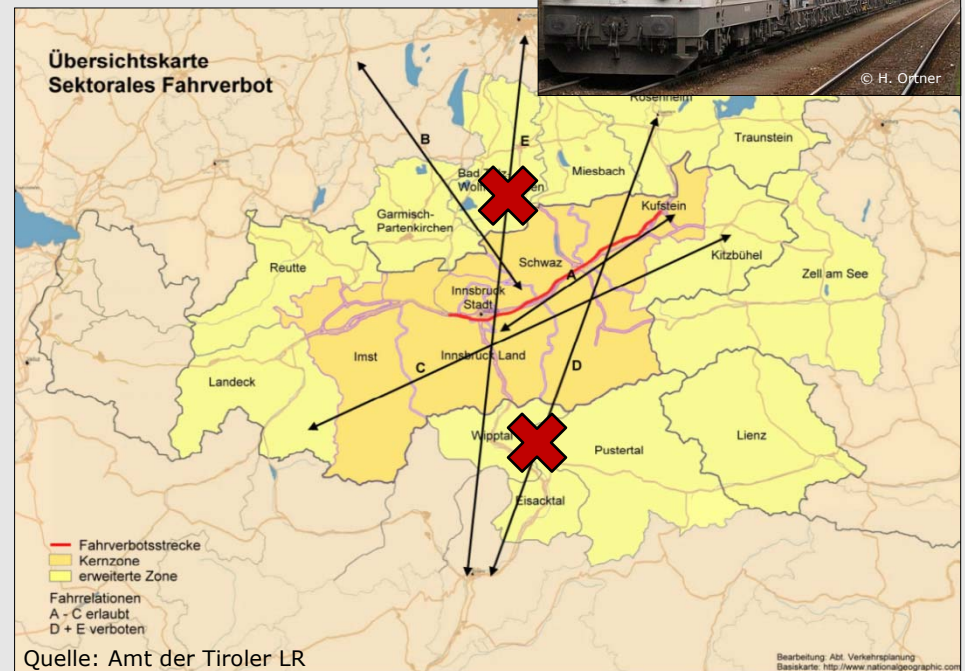 © H. Ortner
Übersichtskarte
Sektorales Fahrverbot
Rosenheim
Traunstein
B
E
Miesbach
Bad
Kufstein
Garmisch-
Partenkirchen
Kitzbühel
Schwaz
Reutte
A
Zell am See
Innsbruck
Stadt
Imst
Innsbruck Land
D
C
Landeck
Wipptal
Lienz
Pustertal
Eisacktal
Fahrverbotsstrecke
Kernzone
erweiterte Zone
Fahrrelationen
A - C erlaubt
D + E verboten
Quelle: Amt der Tiroler LR
Bearbeitung: Abt. Verkehrsplanung
Basiskarte: http://www.nationalgeographic.com